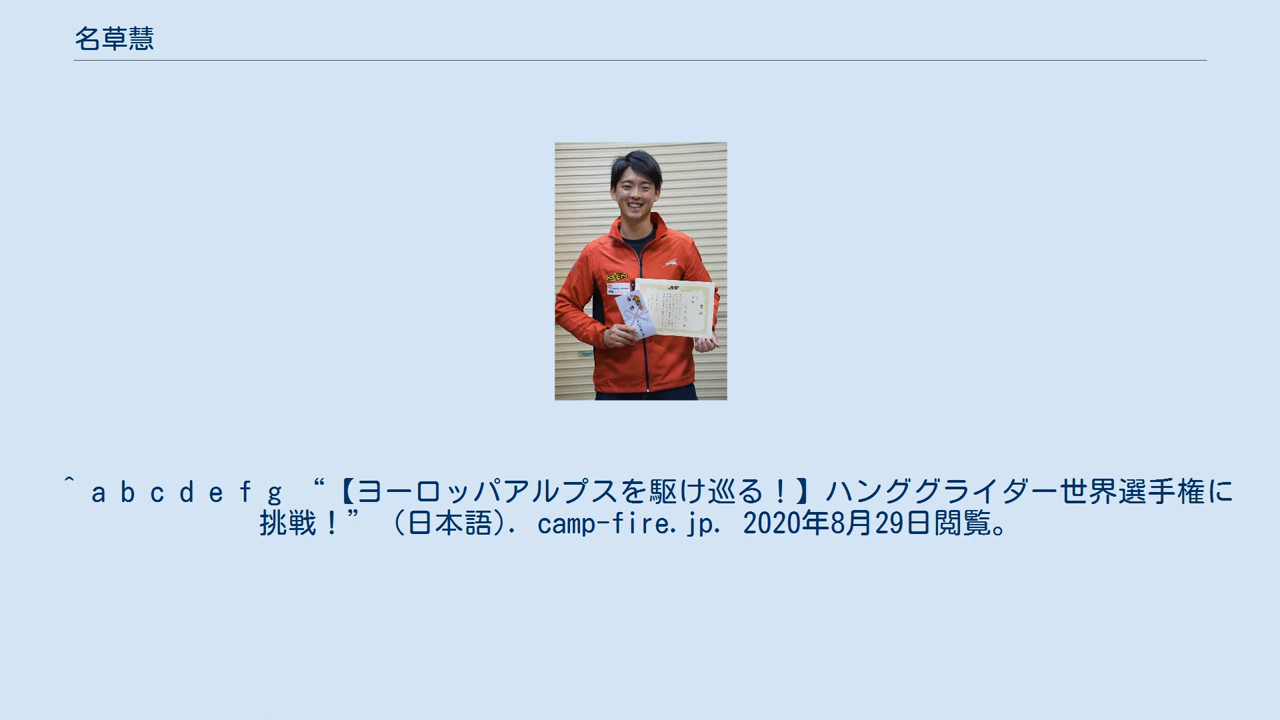 名草慧
^ a b c d e f g “【ヨーロッパアルプスを駆け巡る！】ハンググライダー世界選手権に
挑戦！” (日本語). camp-fire.jp. 2020年8月29日閲覧。